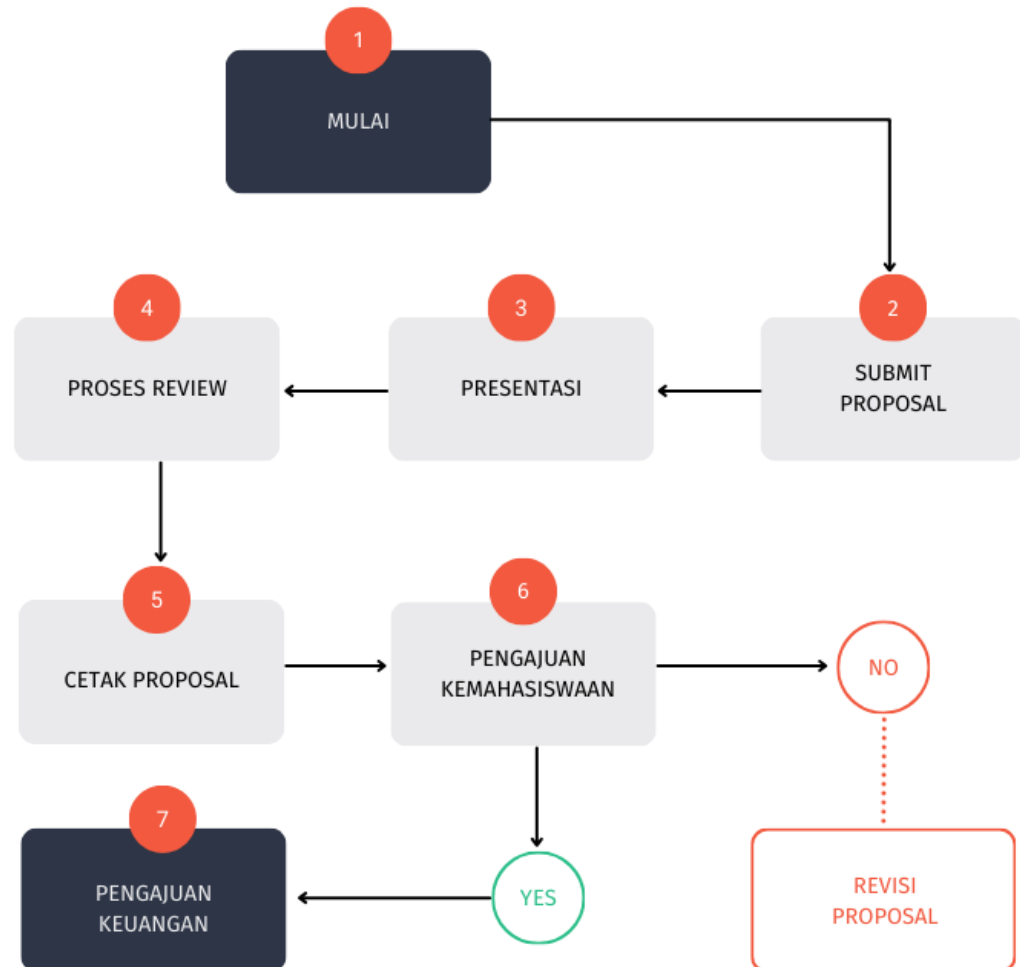 1
MULAI
2
SUBMIT
PROPOSAL
3
PRESENTASI
4
PROSES REVIEW
5
CETAK PROPOSAL
6
PENGAJUAN
KEMAHASISWAAN
NO
REVISI
PROPOSAL
YES
7
PENGAJUAN
KEUANGAN